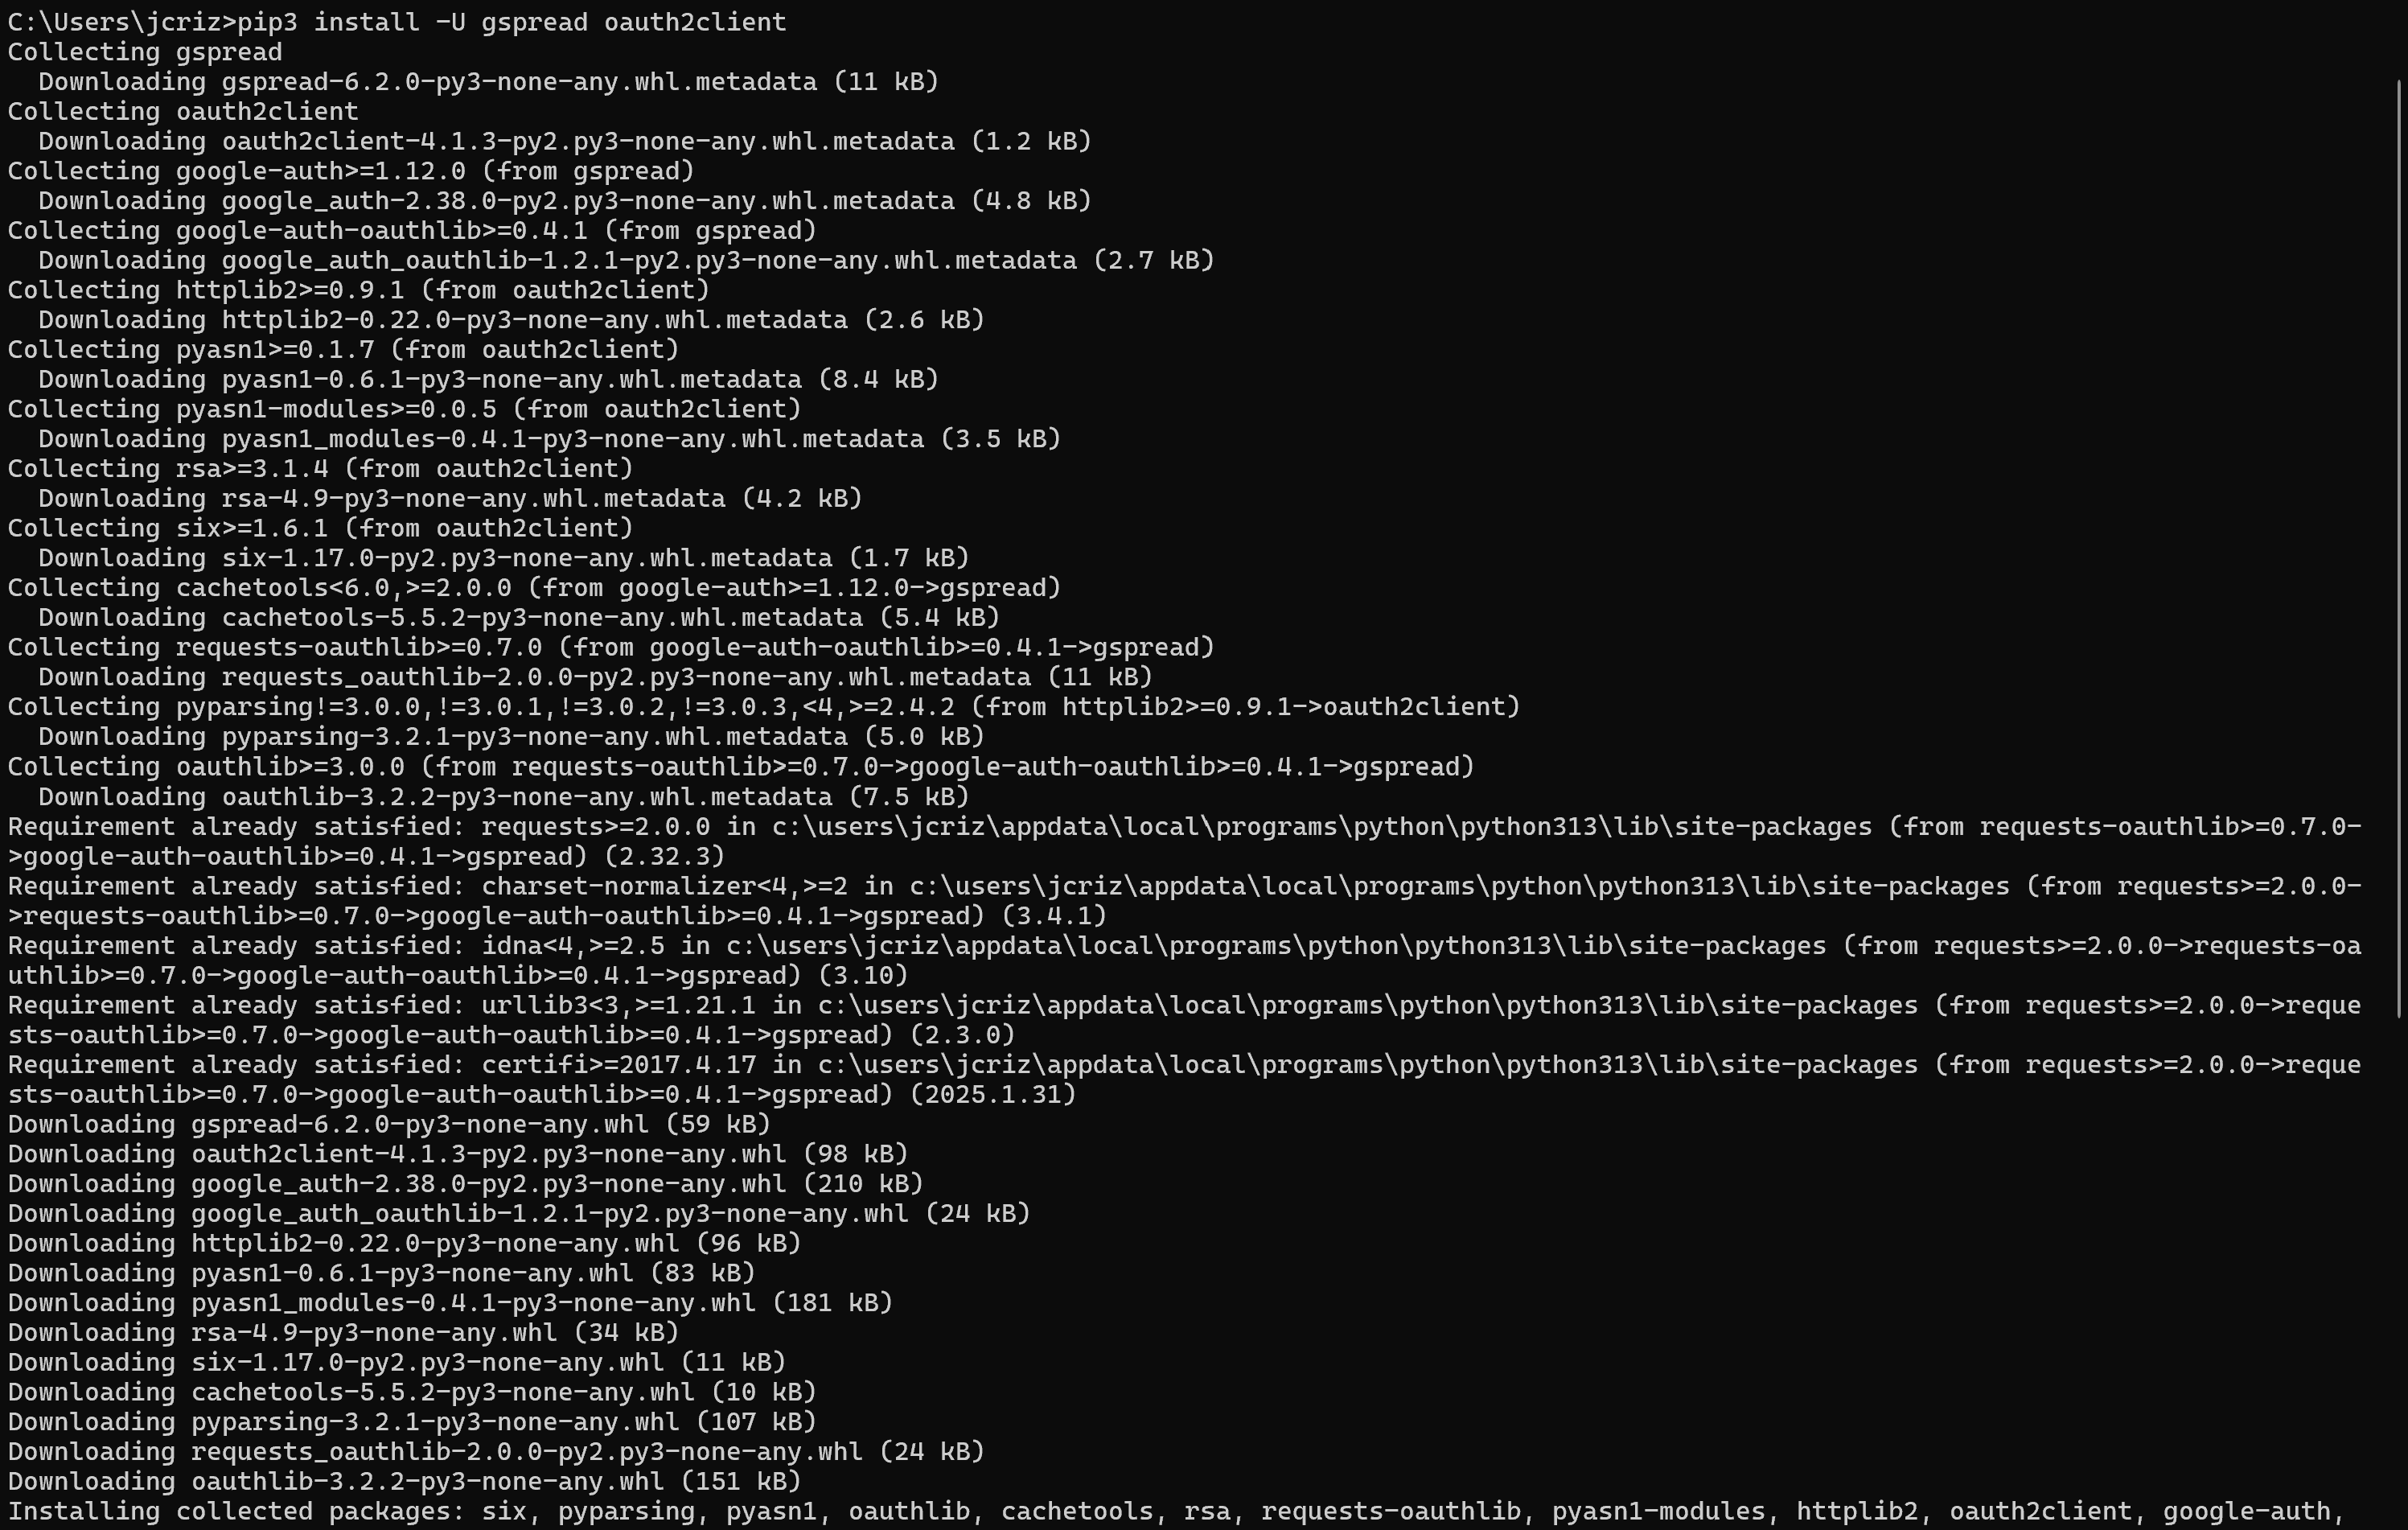 C:\Users\jcriz>pip3 install -U gspread oauth2client
Collecting gspread
  Downloading gspread-6.2.0-py3-none-any.whl.metadata (11 kB)
Collecting oauth2client
  Downloading oauth2client-4.1.3-py2.py3-none-any.whl.metadata (1.2 kB)
Collecting google-auth>=1.12.0 (from gspread)
  Downloading google_auth-2.38.0-py2.py3-none-any.whl.metadata (4.8 kB)
Collecting google-auth-oauthlib>=0.4.1 (from gspread)
  Downloading google_auth_oauthlib-1.2.1-py2.py3-none-any.whl.metadata (2.7 kB)
Collecting httplib2>=0.9.1 (from oauth2client)
  Downloading httplib2-0.22.0-py3-none-any.whl.metadata (2.6 kB)
Collecting pyasn1>=0.1.7 (from oauth2client)
  Downloading pyasn1-0.6.1-py3-none-any.whl.metadata (8.4 kB)
Collecting pyasn1-modules>=0.0.5 (from oauth2client)
  Downloading pyasn1_modules-0.4.1-py3-none-any.whl.metadata (3.5 kB)
Collecting rsa>=3.1.4 (from oauth2client)
  Downloading rsa-4.9-py3-none-any.whl.metadata (4.2 kB)
Collecting six>=1.6.1 (from oauth2client)
  Downloading six-1.17.0-py2.py3-none-any.whl.metadata (1.7 kB)
Collecting cachetools<6.0,>=2.0.0 (from google-auth>=1.12.0->gspread)
  Downloading cachetools-5.5.2-py3-none-any.whl.metadata (5.4 kB)
Collecting requests-oauthlib>=0.7.0 (from google-auth-oauthlib>=0.4.1->gspread)
  Downloading requests_oauthlib-2.0.0-py2.py3-none-any.whl.metadata (11 kB)
Collecting pyparsing!=3.0.0,!=3.0.1,!=3.0.2,!=3.0.3,<4,>=2.4.2 (from httplib2>=0.9.1->oauth2client)
  Downloading pyparsing-3.2.1-py3-none-any.whl.metadata (5.0 kB)
Collecting oauthlib>=3.0.0 (from requests-oauthlib>=0.7.0->google-auth-oauthlib>=0.4.1->gspread)
  Downloading oauthlib-3.2.2-py3-none-any.whl.metadata (7.5 kB)
Requirement already satisfied: requests>=2.0.0 in c:\users\jcriz\appdata\local\programs\python\python313\lib\site-packages (from requests-oauthlib>=0.7.0-
>google-auth-oauthlib>=0.4.1->gspread) (2.32.3)
Requirement already satisfied: charset-normalizer<4,>=2 in c:\users\jcriz\appdata\local\programs\python\python313\lib\site-packages (from requests>=2.0.0-
>requests-oauthlib>=0.7.0->google-auth-oauthlib>=0.4.1->gspread) (3.4.1)
Requirement already satisfied: idna<4,>=2.5 in c:\users\jcriz\appdata\local\programs\python\python313\lib\site-packages (from requests>=2.0.0->requests-oa
uthlib>=0.7.0->google-auth-oauthlib>=0.4.1->gspread) (3.10)
Requirement already satisfied: urllib3<3,>=1.21.1 in c:\users\jcriz\appdata\local\programs\python\python313\lib\site-packages (from requests>=2.0.0->reque
sts-oauthlib>=0.7.0->google-auth-oauthlib>=0.4.1->gspread) (2.3.0)
Requirement already satisfied: certifi>=2017.4.17 in c:\users\jcriz\appdata\local\programs\python\python313\lib\site-packages (from requests>=2.0.0->reque
sts-oauthlib>=0.7.0->google-auth-oauthlib>=0.4.1->gspread) (2025.1.31)
Downloading gspread-6.2.0-py3-none-any.whl (59 kB)
Downloading oauth2client-4.1.3-py2.py3-none-any.whl (98 kB)
Downloading google_auth-2.38.0-py2.py3-none-any.whl (210 kB)
Downloading google_auth_oauthlib-1.2.1-py2.py3-none-any.whl (24 kB)
Downloading httplib2-0.22.0-py3-none-any.whl (96 kB)
Downloading pyasn1-0.6.1-py3-none-any.whl (83 kB)
Downloading pyasn1_modules-0.4.1-py3-none-any.whl (181 kB)
Downloading rsa-4.9-py3-none-any.whl (34 kB)
Downloading six-1.17.0-py2.py3-none-any.whl (11 kB)
Downloading cachetools-5.5.2-py3-none-any.whl (10 kB)
Downloading pyparsing-3.2.1-py3-none-any.whl (107 kB)
Downloading requests_oauthlib-2.0.0-py2.py3-none-any.whl (24 kB)
Downloading oauthlib-3.2.2-py3-none-any.whl (151 kB)
Installing collected packages: six, pyparsing, pyasn1, oauthlib, cachetools, rsa, requests-oauthlib, pyasn1-modules, httplib2, oauth2client, google-auth,